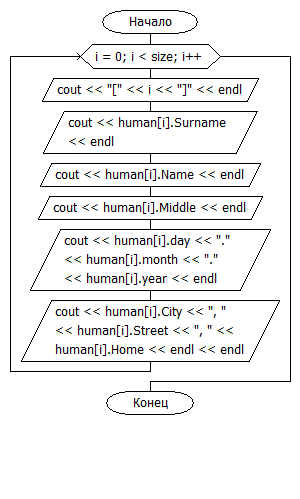 Начало
i = 0; i < size; i++
cout << "[" << i << "]" << endl
cout << human[i].Surname
<< endl
cout << human[i].Name << endl
cout << human[i].Middle << endl
cout << human[i].day << "."
<< human[i].month << "."
<< human[i].year << endl
cout << human[i].City << ", "
<< human[i].Street << ", " <<
human[i].Home << endl << endl
Конец